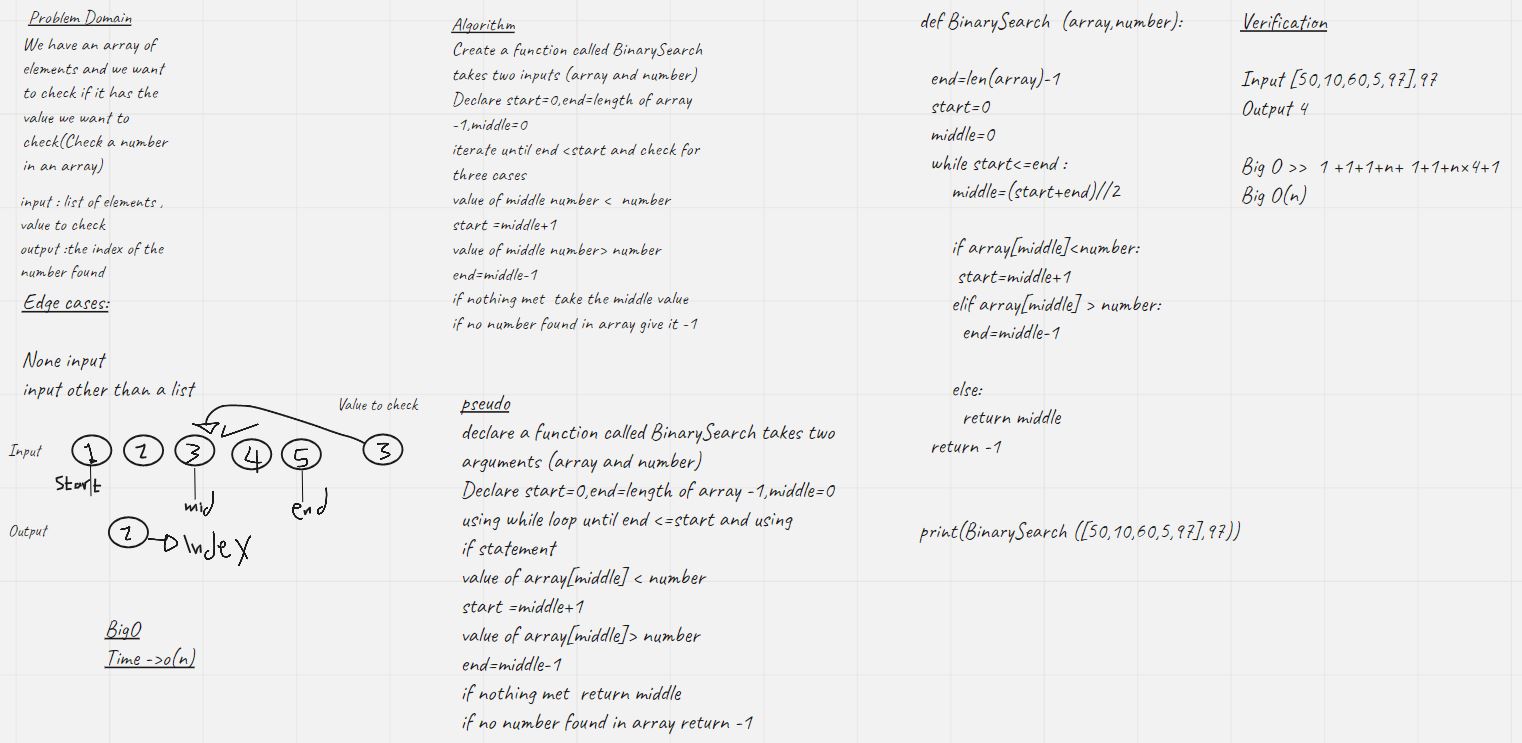 Problem Domain
We have an array of
elements and we want
to check if it has the
value we want to
check(Check a number
in an array)
input : list of elements ,
value to check
output :the index of the
number found
Edge cases:
None input
input other than a list
Value to check
Input 1 2 3 4 5 3
Start
mid
end
Output 2 Index
BigO
Time ->o(n)
Algorithm
Create a function called BinarySearch
takes two inputs (array and number)
Declare start=0,end=length of array
-1,middle=0
iterate until end <start and check for
three cases
value of middle number < number
start =middle+1
value of middle number> number
end=middle-1
if nothing met take the middle value
if no number found in array give it -1
pseudo
declare a function called BinarySearch takes two
arguments (array and number)
Declare start=0,end=length of array -1,middle=0
using while loop until end <=start and using
if statement
value of array[middle] < number
start =middle+1
value of array[middle]> number
end=middle-1
if nothing met return middle
if no number found in array return -1
def BinarySearch (array,number):
end=len(array)-1
start=0
middle=0
while start<=end :
middle=(start+end)//2
if array[middle]<number:
start=middle+1
elif array[middle] > number:
end=middle-1
else:
return middle
return -1
print(BinarySearch ([50,10,60,5,97],97))
Verification
Input [50,10,60,5,97],97
Output 4
Big O >> 1 +1+1+n+ 1+1+n×4+1
Big O(n)